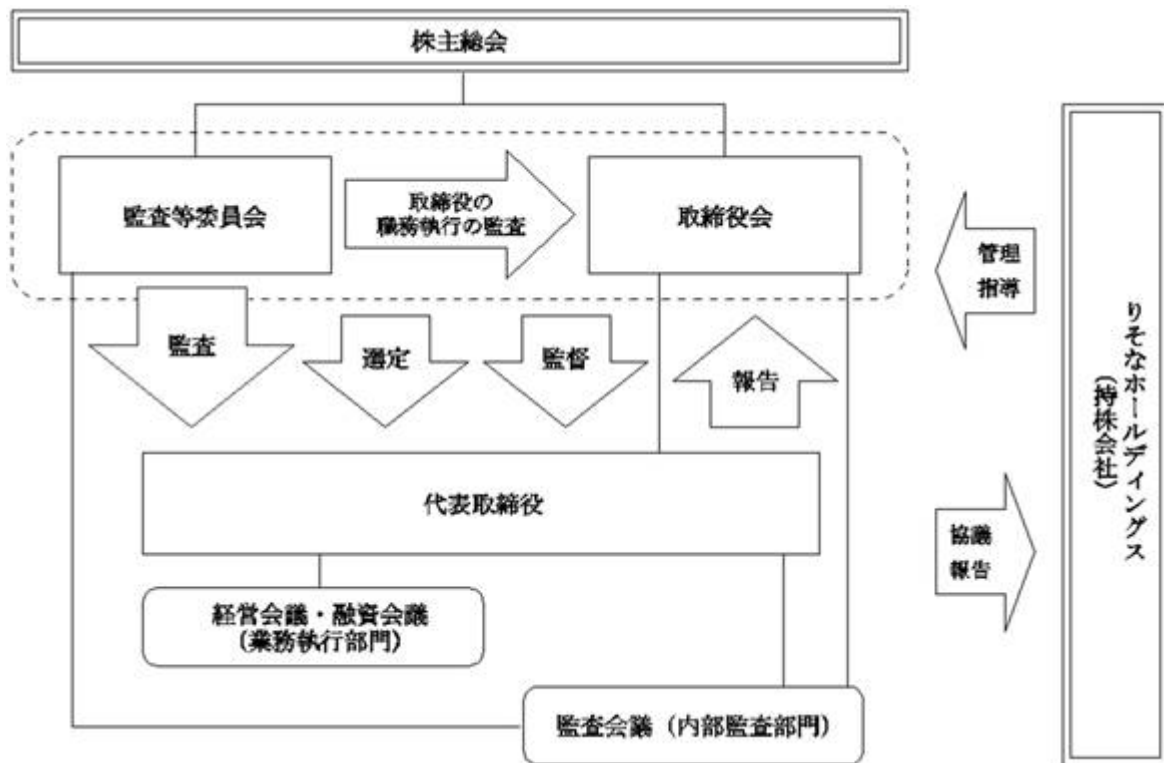 株主総会
監査等委員会
取締役の
職務執行の監査
取締役会
管理
指導
監査
選定
監督
報告
りそなホールディングス
（持株会社）
代表取締役
協議
報告
経営会議・融資会議
（業務執行部門）
監査会議（内部監査部門）